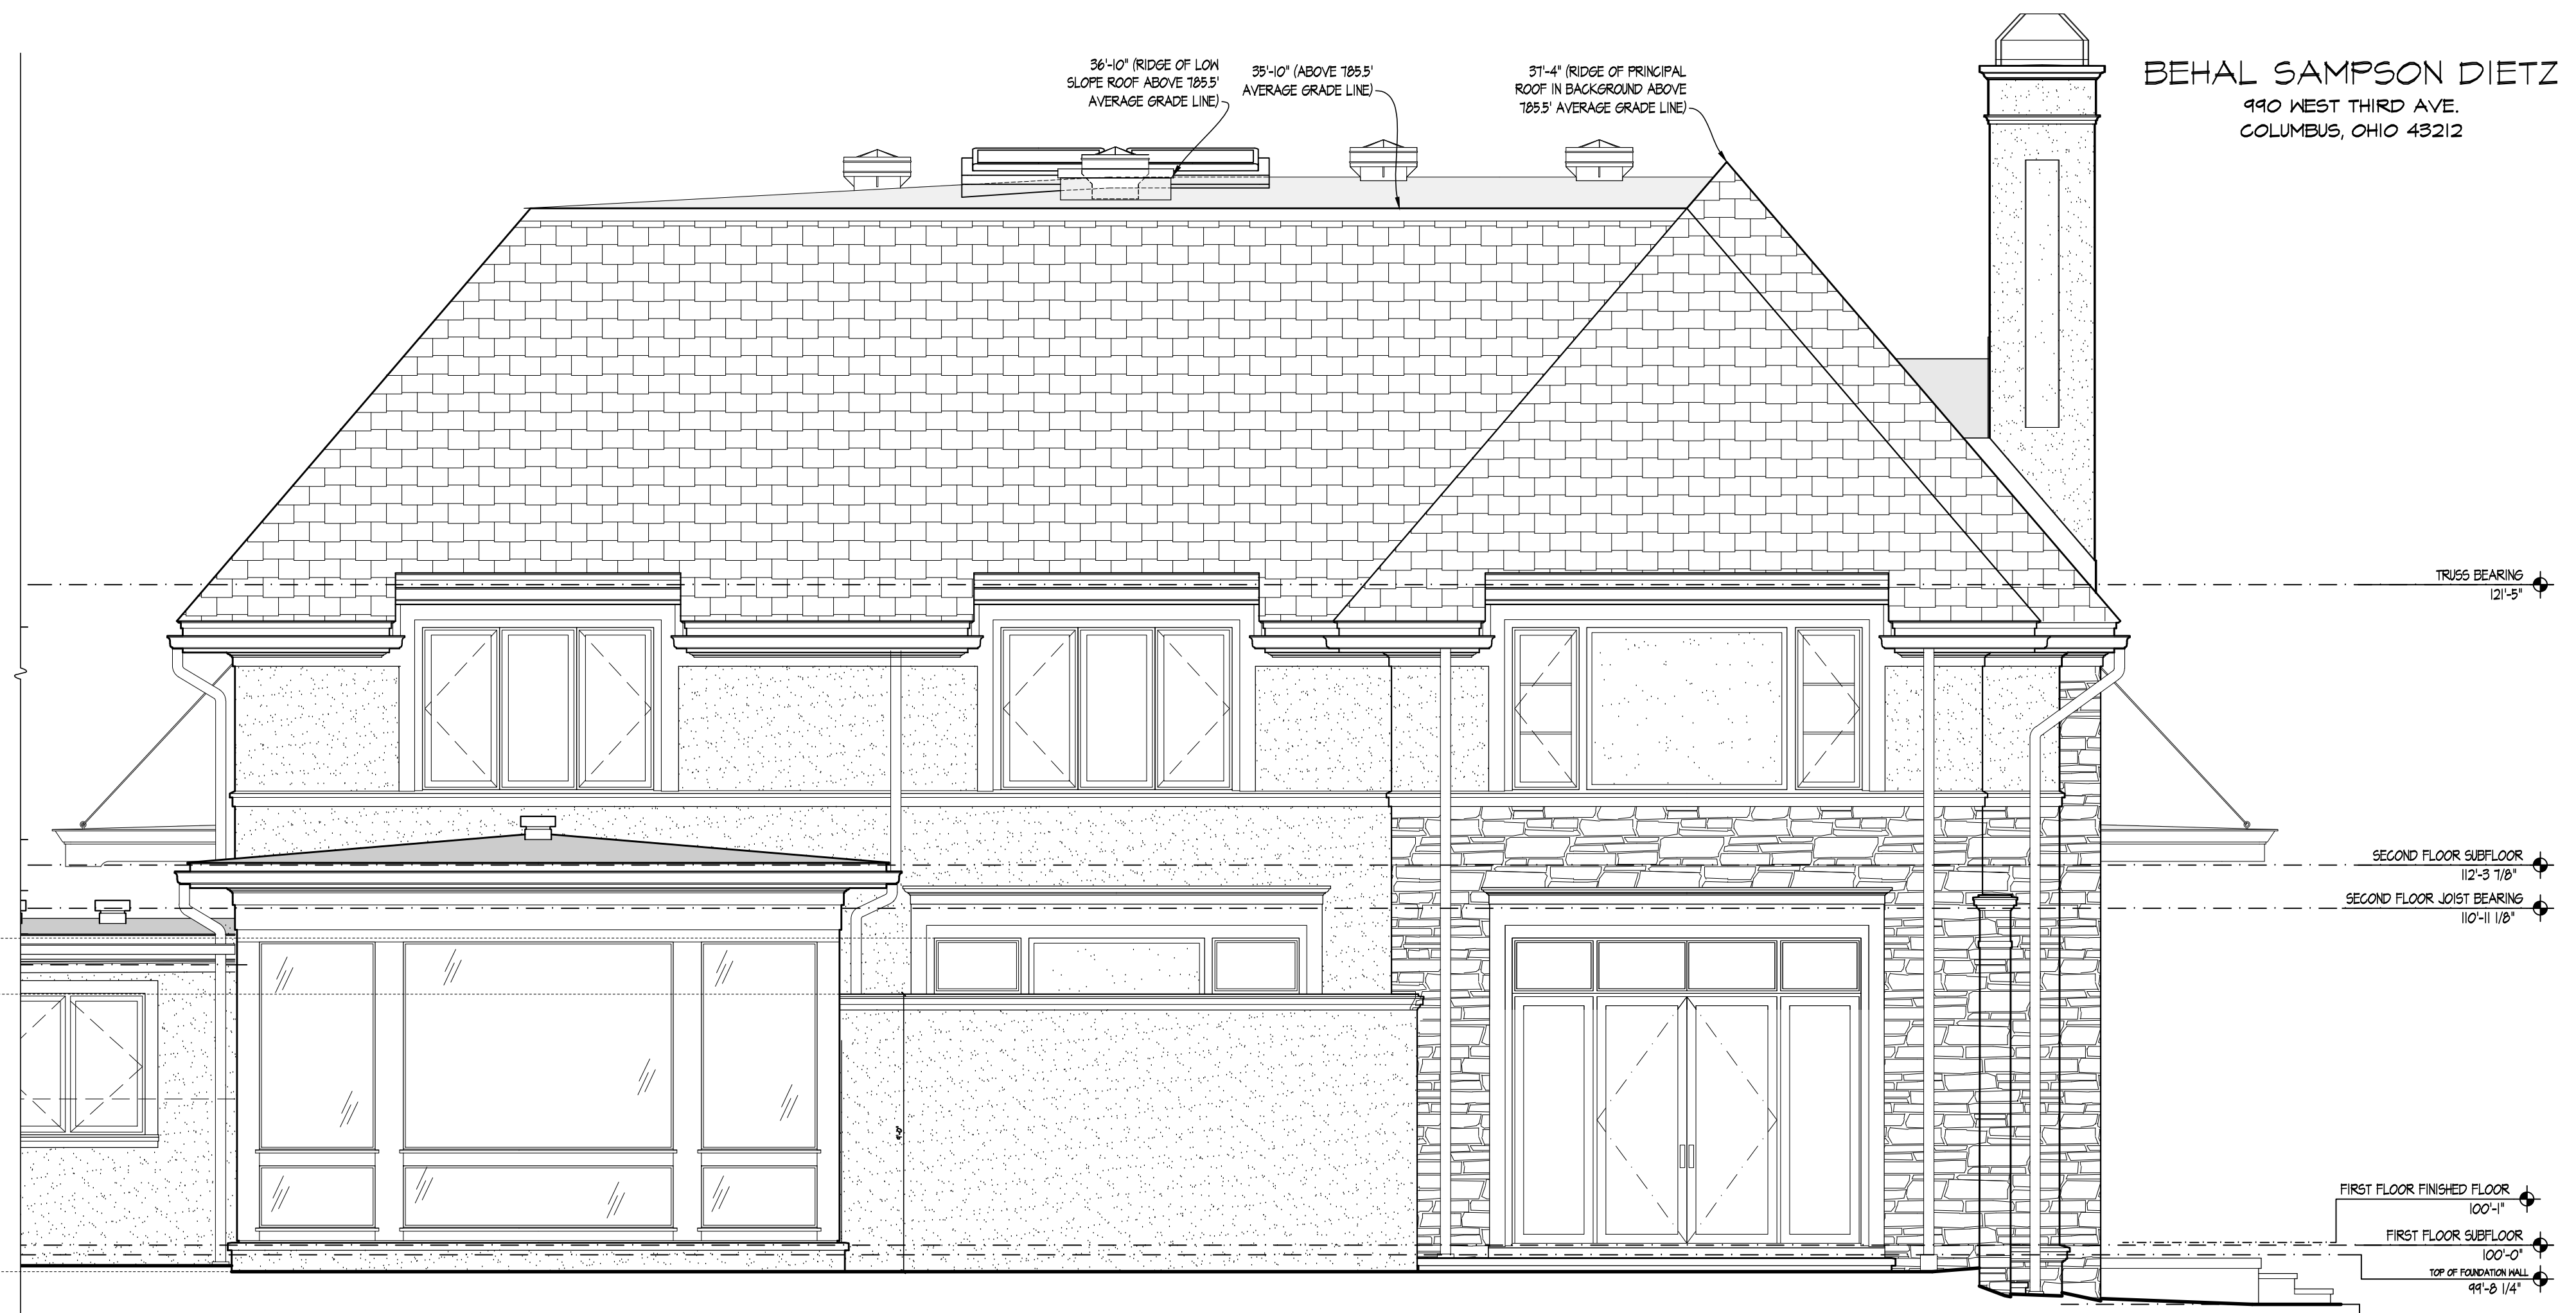 36'-10" (RIDGE OF LOW
SLOPE ROOF ABOVE 785.5'
AVERAGE GRADE LINE)
35'-10" (ABOVE 785.5'
AVERAGE GRADE LINE)
37'-4" (RIDGE OF PRINCIPAL
ROOF IN BACKGROUND ABOVE
785.5' AVERAGE GRADE LINE)
BEHAL SAMPSON DIETZ
990 WEST THIRD AVE.
COLUMBUS, OHIO 43212
TRUSS BEARING
121'-5"
SECOND FLOOR SUBFLOOR
112'-3 7/8"
SECOND FLOOR JOIST BEARING
110'-11 1/8"
FIRST FLOOR FINISHED FLOOR
100'-1"
FIRST FLOOR SUBFLOOR
100'-0"
TOP OF FOUNDATION WALL
99'-8 1/4"